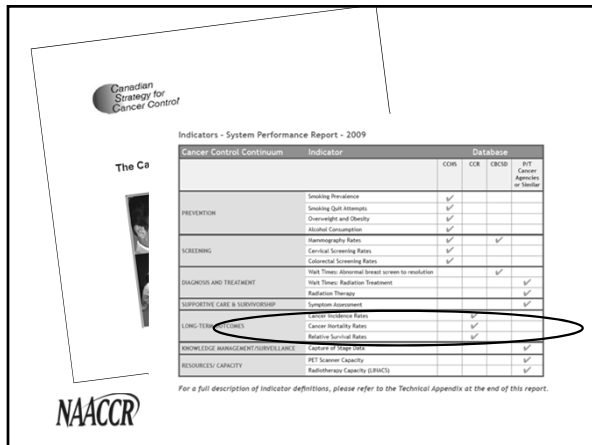 Canadian
Strategy for
Cancer Control
The Ca
Indicators - System Performance Report - 2009
Cancer Control Continuum Indicator Database
CCHS CCR CBCSD P/T Cancer Agencies or Similar
PREVENTION
Smoking Prevalence ✓
Smoking Quit Attempts ✓
Overweight and Obesity ✓
Alcohol Consumption ✓
SCREENING
Mammography Rates ✓ ✓
Cervical Screening Rates ✓
Colorectal Screening Rates ✓
DIAGNOSIS AND TREATMENT
Wait Times: Abnormal breast screen to resolution ✓
Wait Times: Radiation Treatment ✓
Radiation Therapy ✓
SUPPORTIVE CARE & SURVIVORSHIP Symptom Assessment ✓
LONG-TERM OUTCOMES
Cancer Incidence Rates ✓
Cancer Mortality Rates ✓
Relative Survival Rates ✓
KNOWLEDGE MANAGEMENT/SURVEILLANCE Capture of Stage Data ✓
RESOURCES/ CAPACITY
PET Scanner Capacity ✓
Radiotherapy Capacity (LINACS) ✓
For a full description of indicator definitions, please refer to the Technical Appendix at the end of this report.
NAACCR